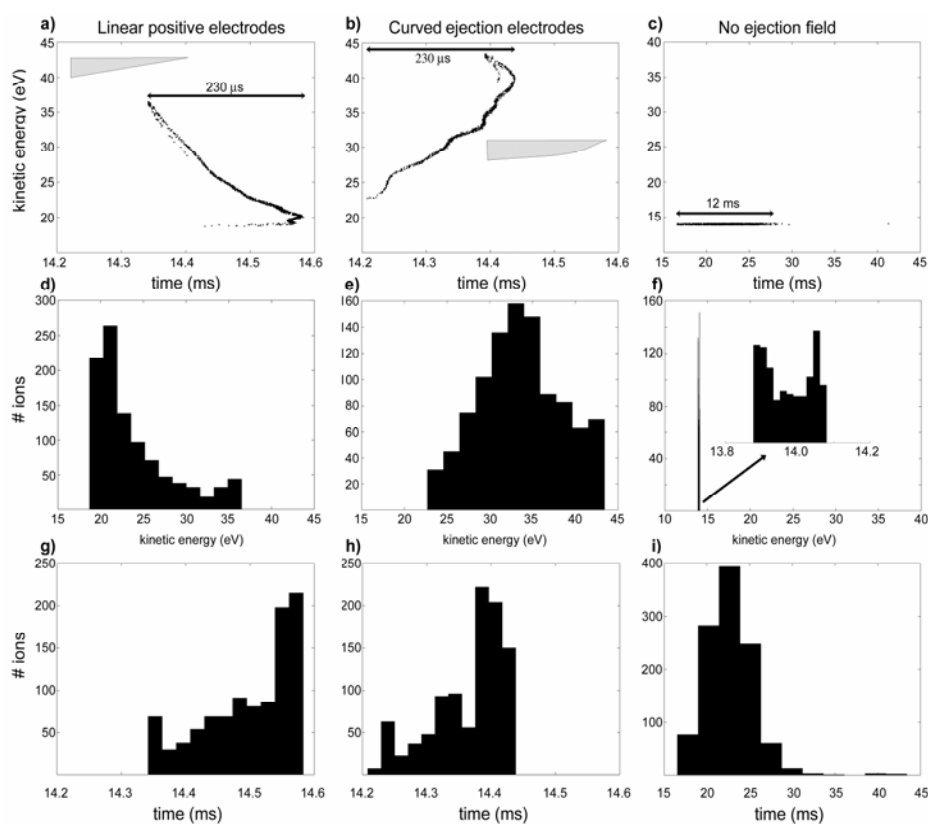 a) Linear positive electrodes
b) Curved ejection electrodes
c) No ejection field
kinetic energy (eV)
45
40
35
30
25
20
230 µs
14.2 14.3 14.4 14.5 14.6
time (ms)
45
40
35
30
25
20
230 µs
14.2 14.3 14.4 14.5 14.6
time (ms)
45
40
35
30
25
20
15
12 ms
15 20 25 30 35 40 45
time (ms)
d)
# ions
300
250
200
150
100
50
15 20 25 30 35 40 45
kinetic energy (eV)
e)
160
140
120
100
80
60
40
20
15 20 25 30 35 40 45
kinetic energy (eV)
f)
160
120
80
40
13.8 14.0 14.2
10 15 20 25 30 35 40
kinetic energy (eV)
g)
# ions
250
200
150
100
50
14.2 14.3 14.4 14.5 14.6
time (ms)
h)
250
200
150
100
50
14.2 14.3 14.4 14.5 14.6
time (ms)
i)
400
300
200
100
15 20 25 30 35 40 45
time (ms)